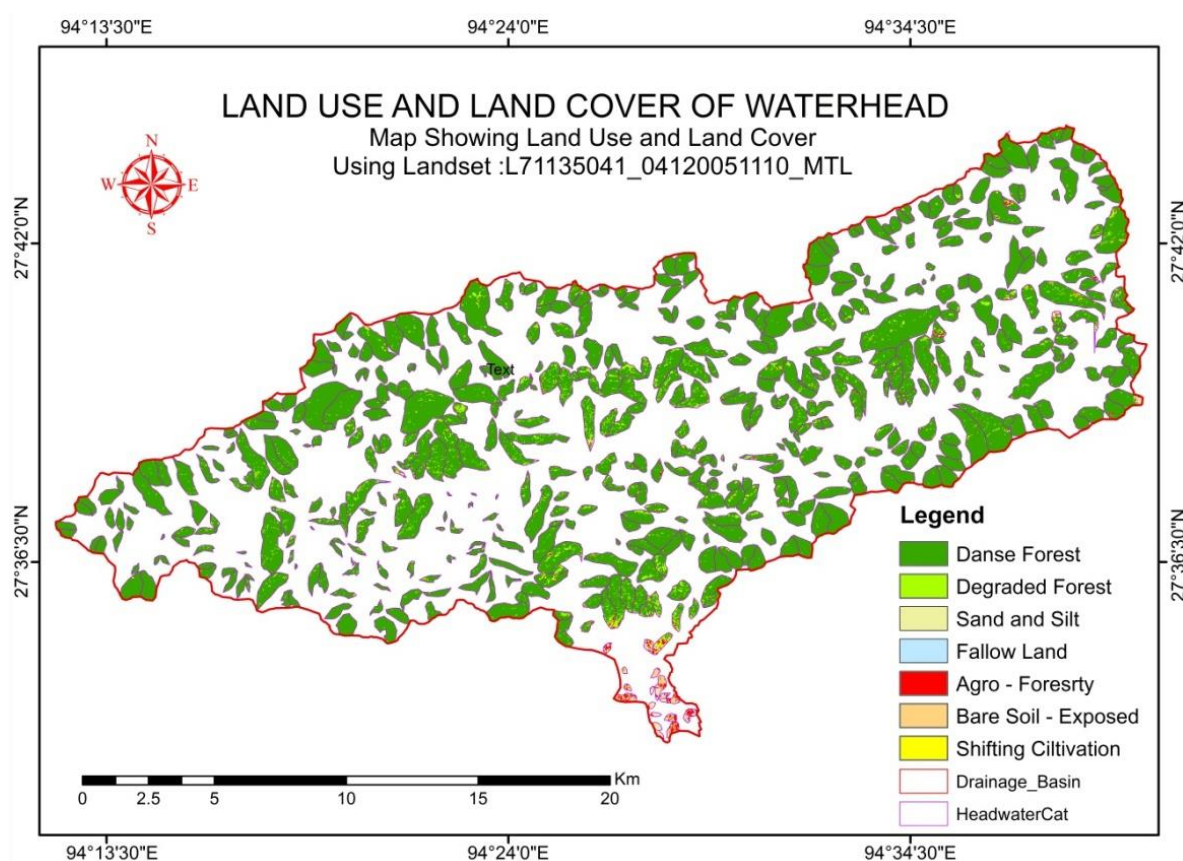 94°13'30"E
94°24'0"E
94°34'30"E
LAND USE AND LAND COVER OF WATERHEAD
Map Showing Land Use and Land Cover
Using Landset :L71135041_04120051110_MTL
N
W
E
S
27°42'0"N
27°42'0"N
Text
27°36'30"N
27°36'30"N
Legend
Danse Forest
Degraded Forest
Sand and Silt
Fallow Land
Agro - Foresrty
Bare Soil - Exposed
Shifting Ciltivation
Drainage_Basin
HeadwaterCat
Km
0 2.5 5 10 15 20
94°13'30"E
94°24'0"E
94°34'30"E